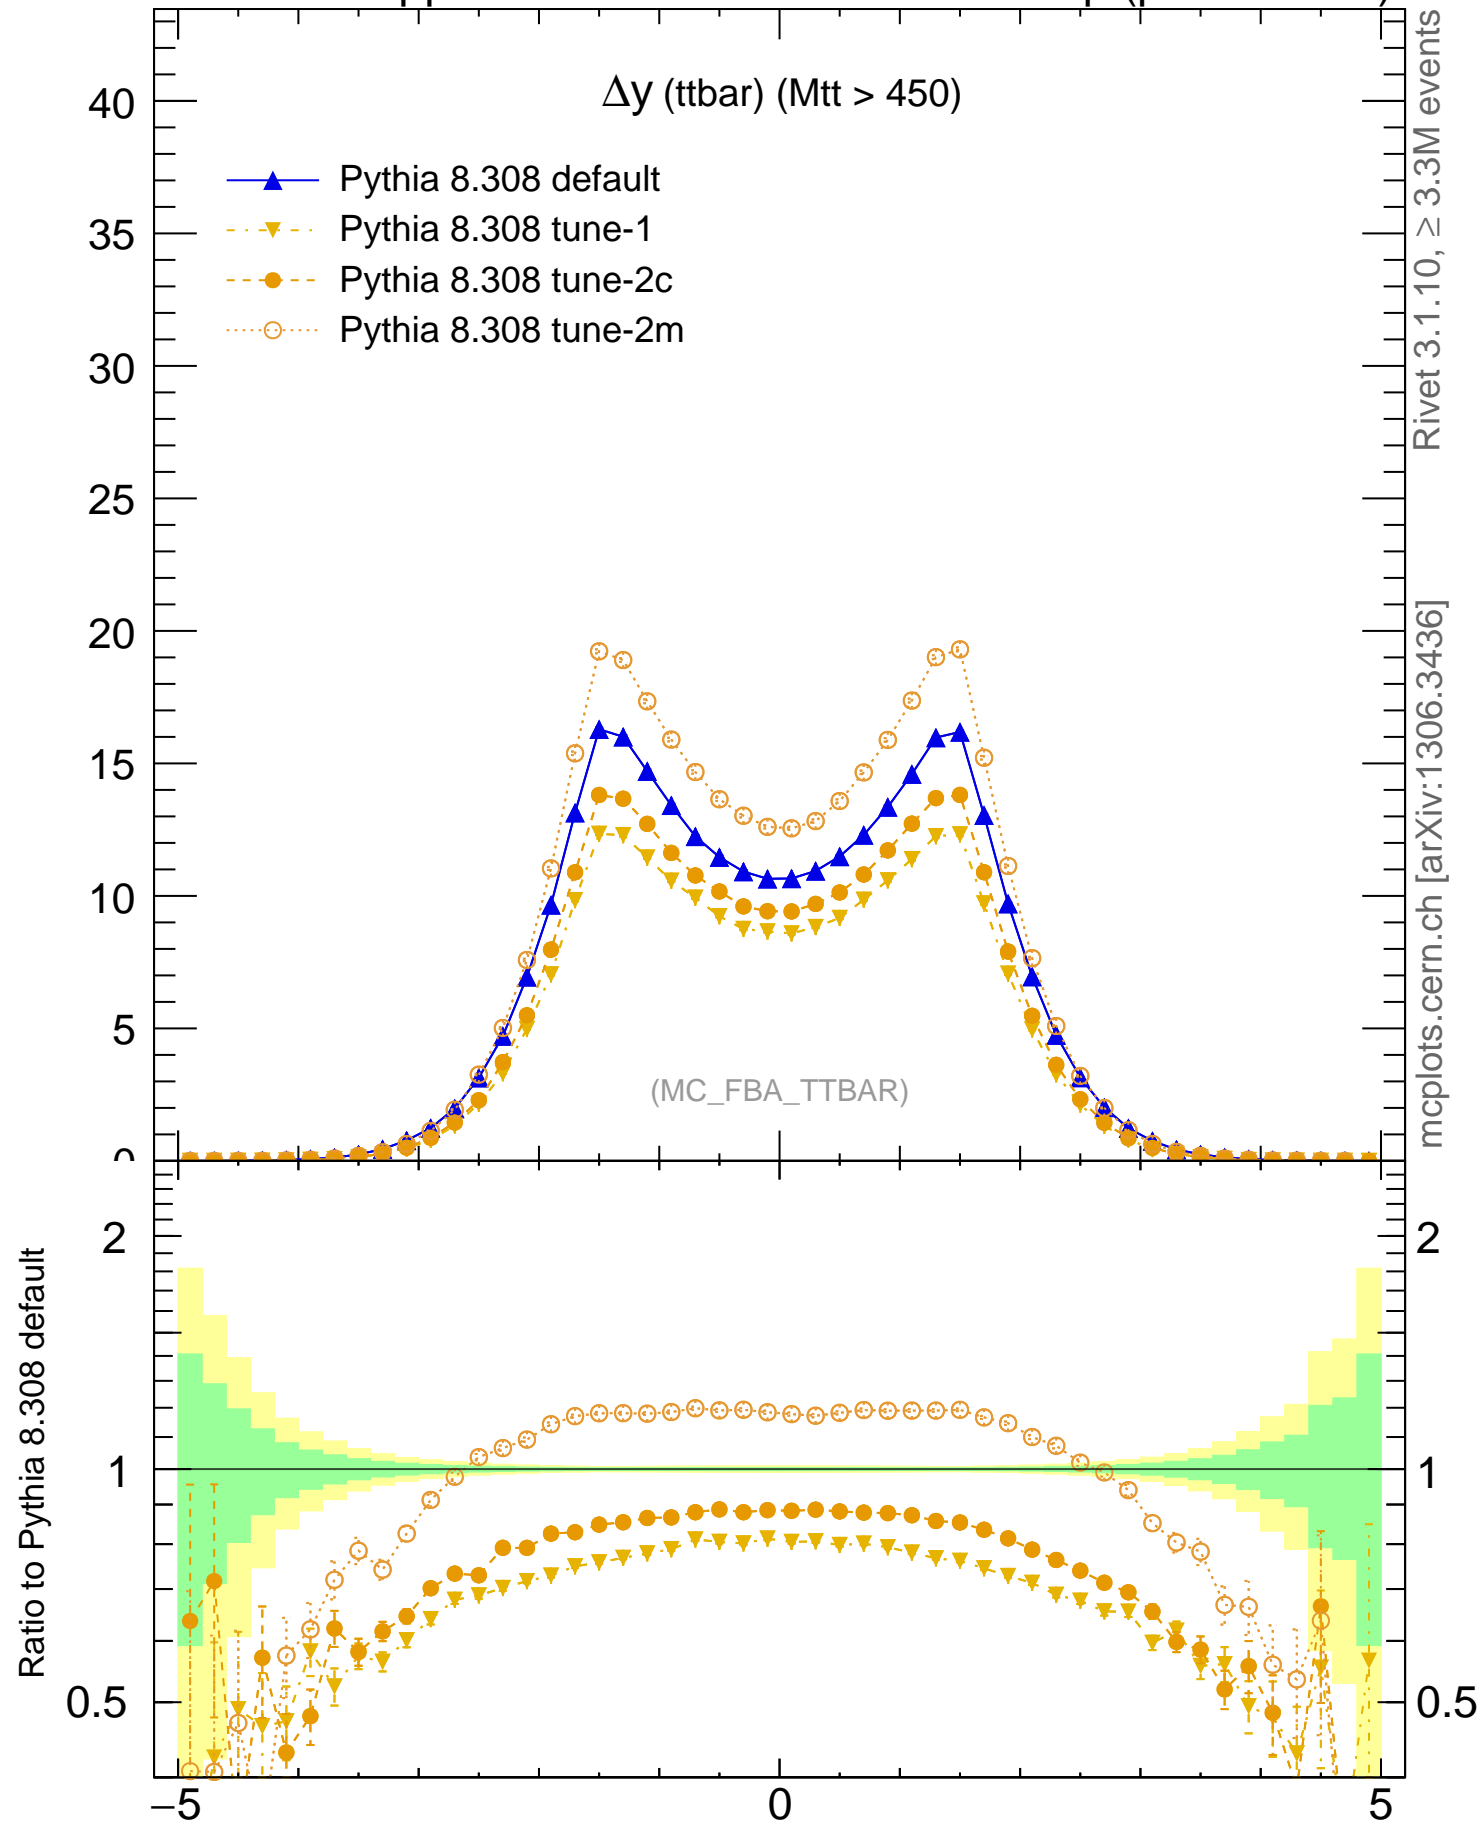 Δy (ttbar) (Mtt > 450)
Pythia 8.308 default
Pythia 8.308 tune-1
Pythia 8.308 tune-2c
Pythia 8.308 tune-2m
40
35
30
25
20
15
10
5
0
(MC_FBA_TTBAR)
Rivet 3.1.10, ≥ 3.3M events
mcplots.cern.ch [arXiv:1306.3436]
Ratio to Pythia 8.308 default
2
1
0.5
2
1
0.5
−5
0
5